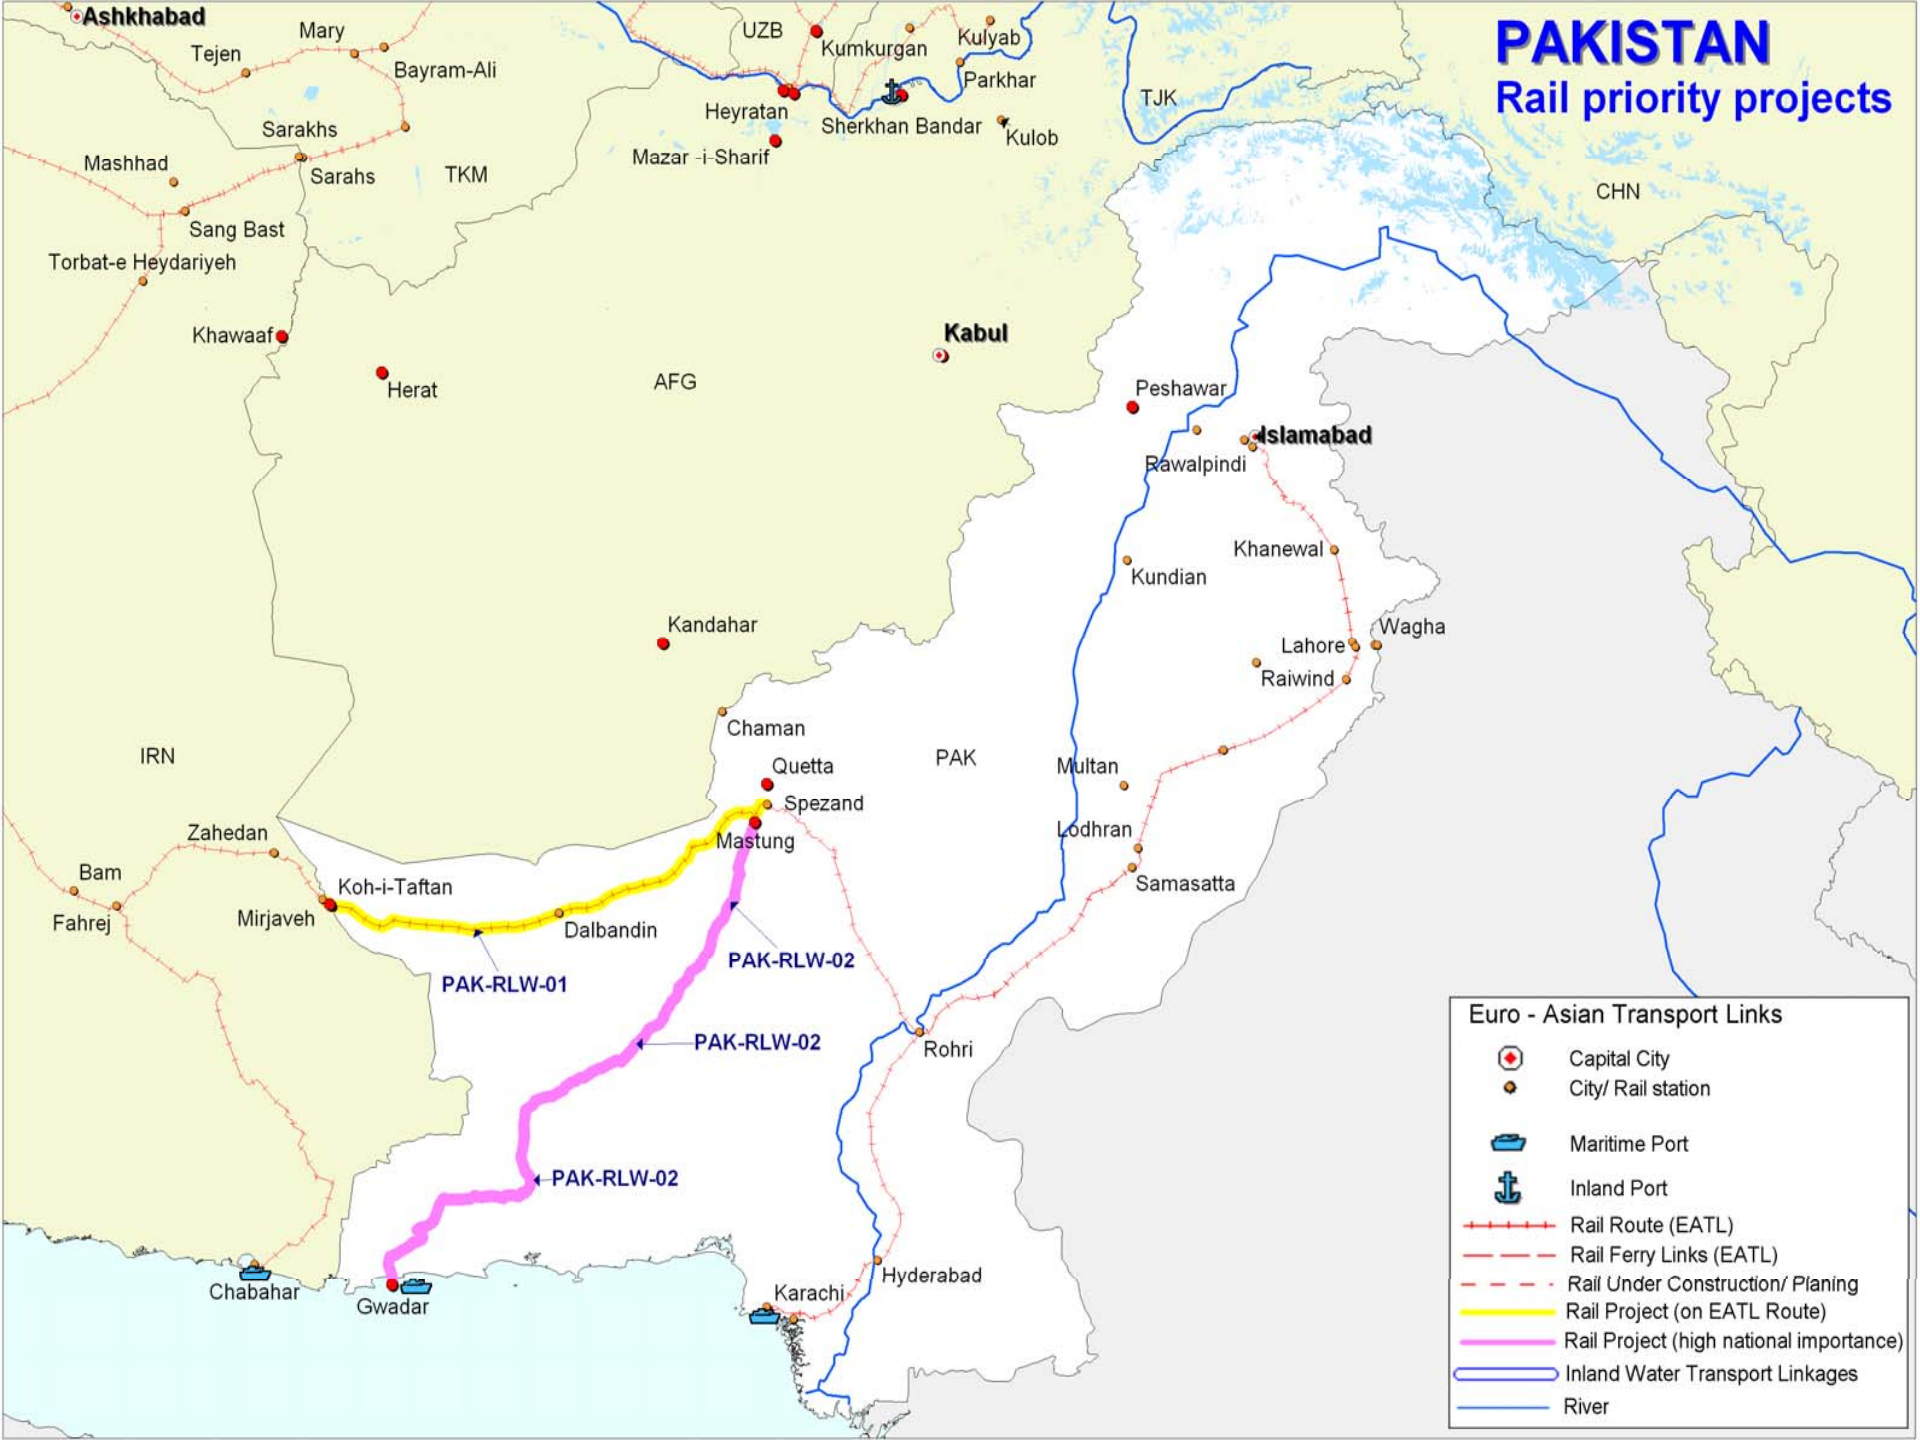 PAKISTAN
Rail priority projects
Ashkhabad
Mary
Tejen
Bayram-Ali
UZB
Kumkurgan
Kulyab
Parkhar
TJK
Heyratan
Sherkhan Bandar
Kulob
Sarakhs
Mazar -i-Sharif
Mashhad
Sarahs
TKM
CHN
Sang Bast
Torbat-e Heydariyeh
Khawaaf
Kabul
Herat
AFG
Peshawar
Islamabad
Rawalpindi
Khanewal
Kundian
Kandahar
Wagha
Lahore
Raiwind
Chaman
IRN
PAK
Quetta
Multan
Spezand
Zahedan
Lodhran
Mastung
Bam
Koh-i-Taftan
Samasatta
Fahrej
Mirjaveh
Dalbandin
PAK-RLW-02
PAK-RLW-01
PAK-RLW-02
Rohri
PAK-RLW-02
Hyderabad
Chabahar
Gwadar
Karachi
Euro - Asian Transport Links
Capital City
City/ Rail station
Maritime Port
Inland Port
Rail Route (EATL)
Rail Ferry Links (EATL)
Rail Under Construction/ Planing
Rail Project (on EATL Route)
Rail Project (high national importance)
Inland Water Transport Linkages
River